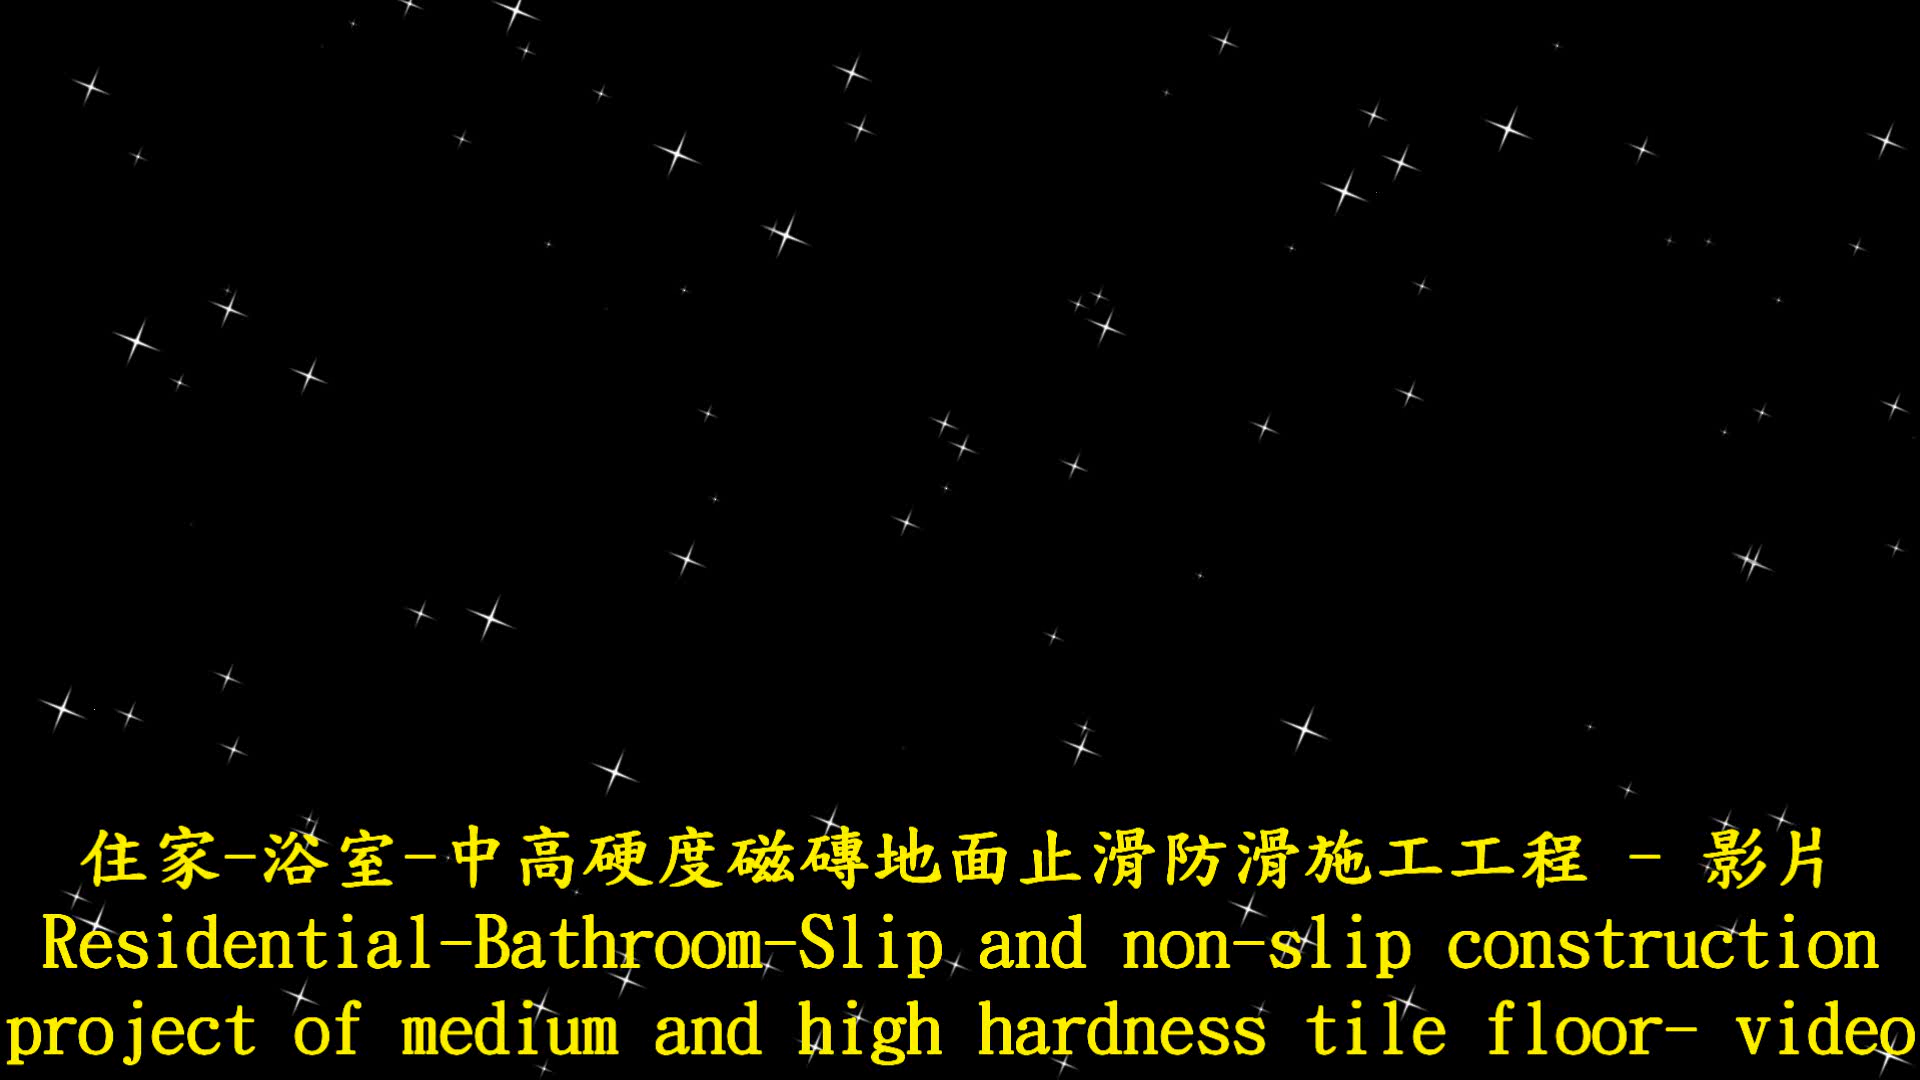 住家-浴室-中高硬度磁磚地面止滑防滑施工工程 - 影片
Residential-Bathroom-Slip and non-slip construction
project of medium and high hardness tile floor- video